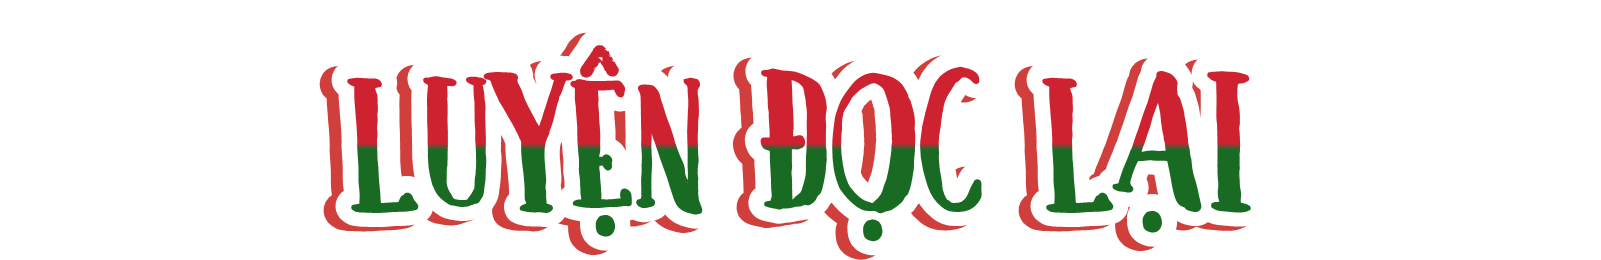 LUYỆN ĐỌC LẠI